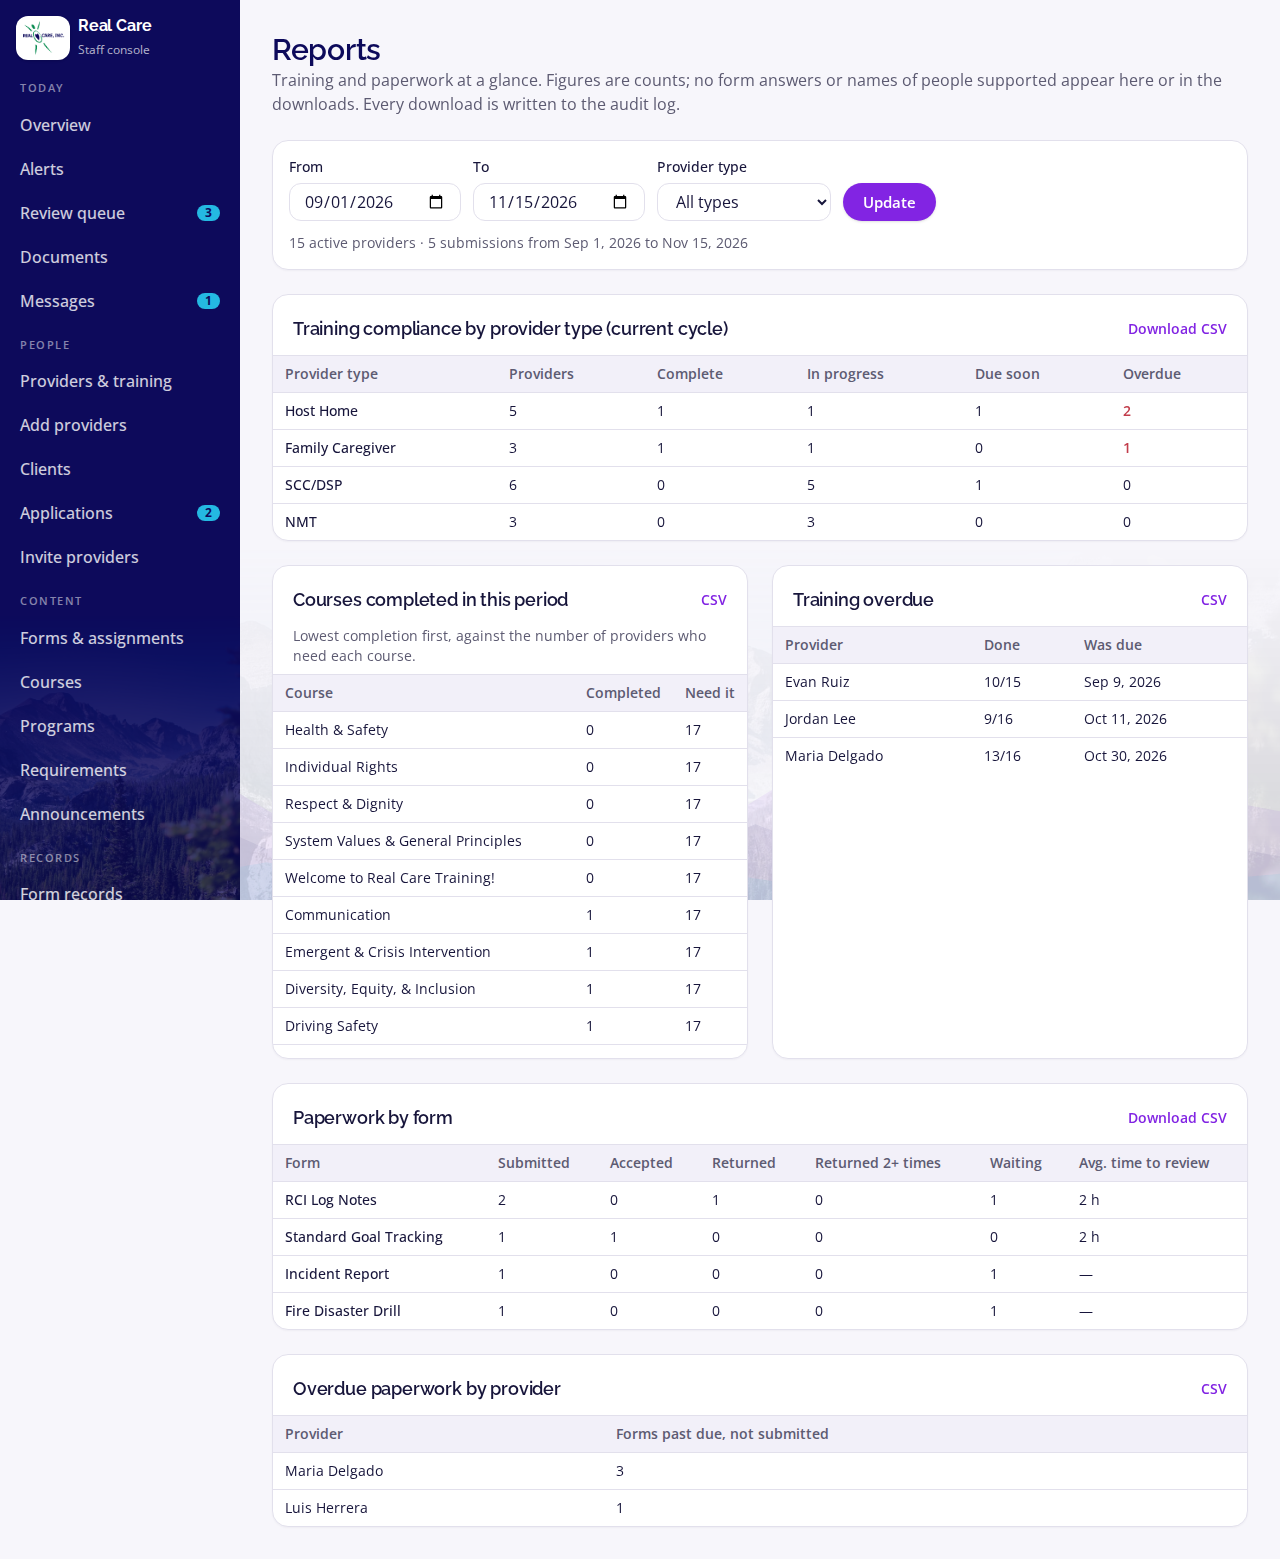 REAL CARE, INC.
Real Care
Staff console
TODAY
Overview
Alerts
Review queue 3
Documents
Messages 1
PEOPLE
Providers & training
Add providers
Clients
Applications 2
Invite providers
CONTENT
Forms & assignments
Courses
Programs
Requirements
Announcements
RECORDS
Form records
Reports
Training and paperwork at a glance. Figures are counts; no form answers or names of people supported appear here or in the
downloads. Every download is written to the audit log.
From To Provider type
09/01/2026 11/15/2026 All types Update
15 active providers · 5 submissions from Sep 1, 2026 to Nov 15, 2026
Training compliance by provider type (current cycle) Download CSV
Provider type Providers Complete In progress Due soon Overdue
Host Home 5 1 1 1 2
Family Caregiver 3 1 1 0 1
SCC/DSP 6 0 5 1 0
NMT 3 0 3 0 0
Courses completed in this period CSV
Lowest completion first, against the number of providers who
need each course.
Course Completed Need it
Health & Safety 0 17
Individual Rights 0 17
Respect & Dignity 0 17
System Values & General Principles 0 17
Welcome to Real Care Training! 0 17
Communication 1 17
Emergent & Crisis Intervention 1 17
Diversity, Equity, & Inclusion 1 17
Driving Safety 1 17
Training overdue CSV
Provider Done Was due
Evan Ruiz 10/15 Sep 9, 2026
Jordan Lee 9/16 Oct 11, 2026
Maria Delgado 13/16 Oct 30, 2026
Paperwork by form Download CSV
Form Submitted Accepted Returned Returned 2+ times Waiting Avg. time to review
RCI Log Notes 2 0 1 0 1 2 h
Standard Goal Tracking 1 1 0 0 0 2 h
Incident Report 1 0 0 0 1 —
Fire Disaster Drill 1 0 0 0 1 —
Overdue paperwork by provider CSV
Provider Forms past due, not submitted
Maria Delgado 3
Luis Herrera 1